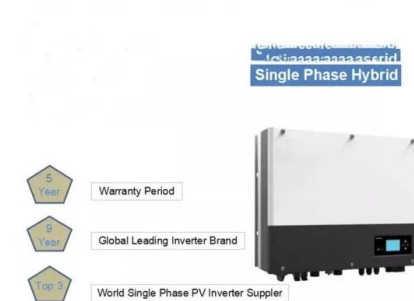 Single Phase Hybrid
5
Year
Warranty Period
9
Year
Global Leading Inverter Brand
Top 3
World Single Phase PV Inverter Suppler